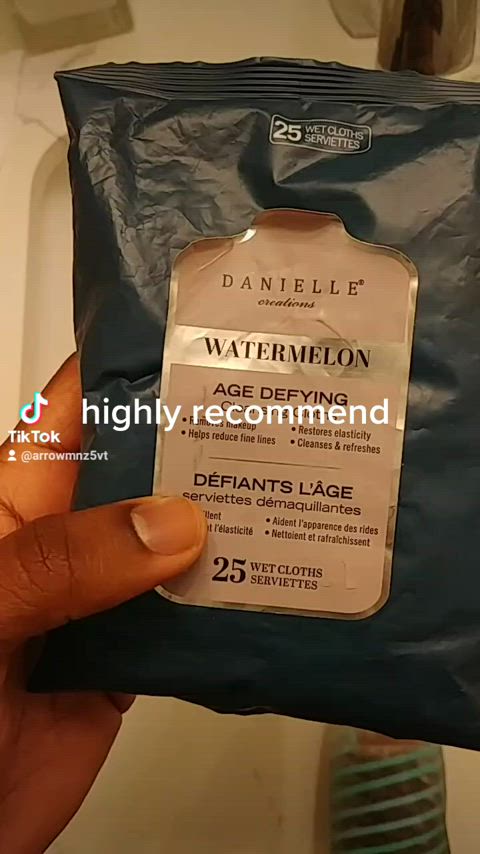 25 WET CLOTHS
SERVIETTES
DANIELLE®
creations
WATERMELON
AGE DEFYING
highly recommend
• Removes makeup
• Restores elasticity
• Helps reduce fine lines
• Cleanses & refreshes
TikTok
@arrowmnz5vt
DÉFIANTS L'ÂGE
serviettes démaquillantes
• Aident l'apparence des rides
l'élasticité
• Nettoient et rafraîchissent
25 WET CLOTHS
SERVIETTES